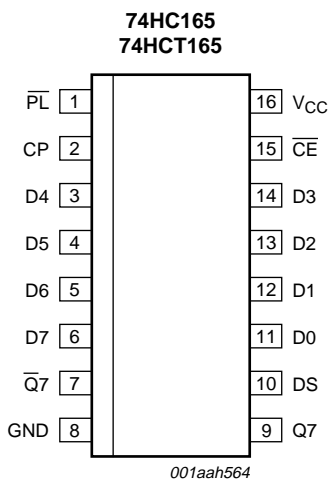 74HC165
74HCT165
PL 1 16 VCC
CP 2 15 CE
D4 3 14 D3
D5 4 13 D2
D6 5 12 D1
D7 6 11 D0
Q7 7 10 DS
GND 8 9 Q7
001aah564